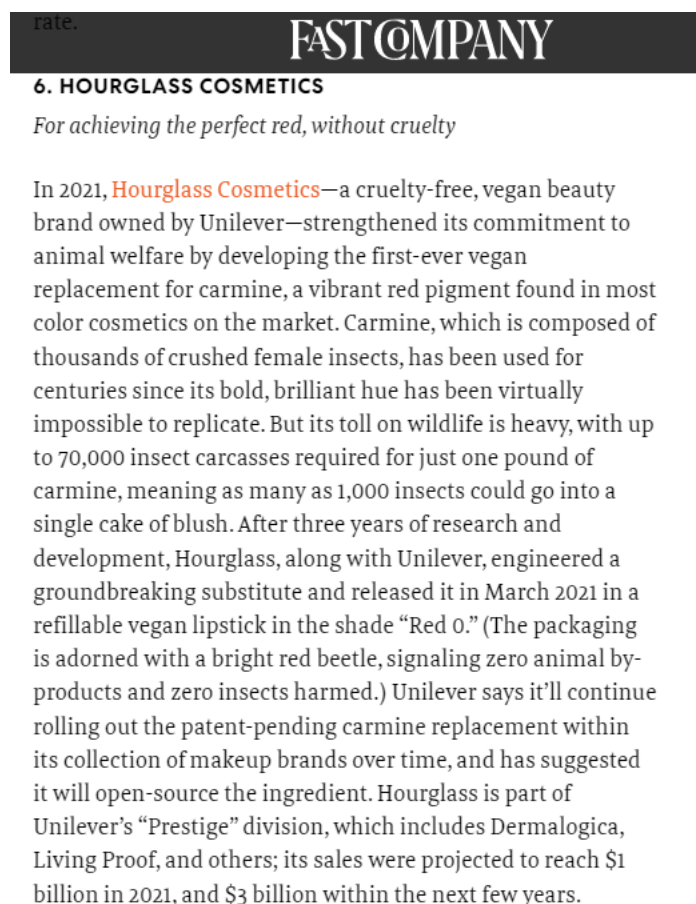 rate.
FAST COMPANY
6. HOURGLASS COSMETICS
For achieving the perfect red, without cruelty
In 2021, Hourglass Cosmetics—a cruelty-free, vegan beauty
brand owned by Unilever—strengthened its commitment to
animal welfare by developing the first-ever vegan
replacement for carmine, a vibrant red pigment found in most
color cosmetics on the market. Carmine, which is composed of
thousands of crushed female insects, has been used for
centuries since its bold, brilliant hue has been virtually
impossible to replicate. But its toll on wildlife is heavy, with up
to 70,000 insect carcasses required for just one pound of
carmine, meaning as many as 1,000 insects could go into a
single cake of blush. After three years of research and
development, Hourglass, along with Unilever, engineered a
groundbreaking substitute and released it in March 2021 in a
refillable vegan lipstick in the shade “Red 0.” (The packaging
is adorned with a bright red beetle, signaling zero animal by-
products and zero insects harmed.) Unilever says it’ll continue
rolling out the patent-pending carmine replacement within
its collection of makeup brands over time, and has suggested
it will open-source the ingredient. Hourglass is part of
Unilever’s “Prestige” division, which includes Dermalogica,
Living Proof, and others; its sales were projected to reach $1
billion in 2021, and $3 billion within the next few years.